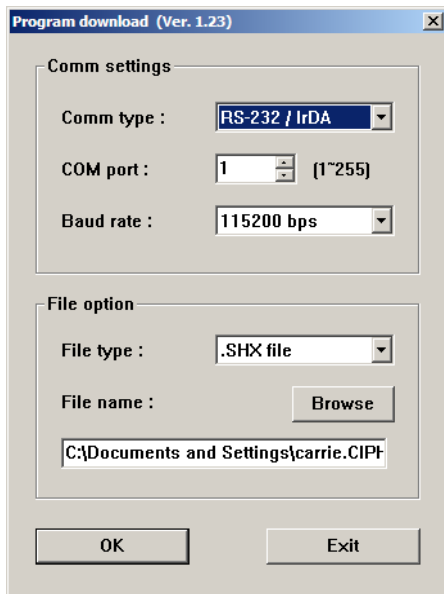 Program download (Ver. 1.23)
Comm settings
Comm type : RS-232 / IrDA
COM port : 1 (1~255)
Baud rate : 115200 bps
File option
File type : .SHX file
File name : Browse
C:\Documents and Settings\carrie.CIPH
OK Exit